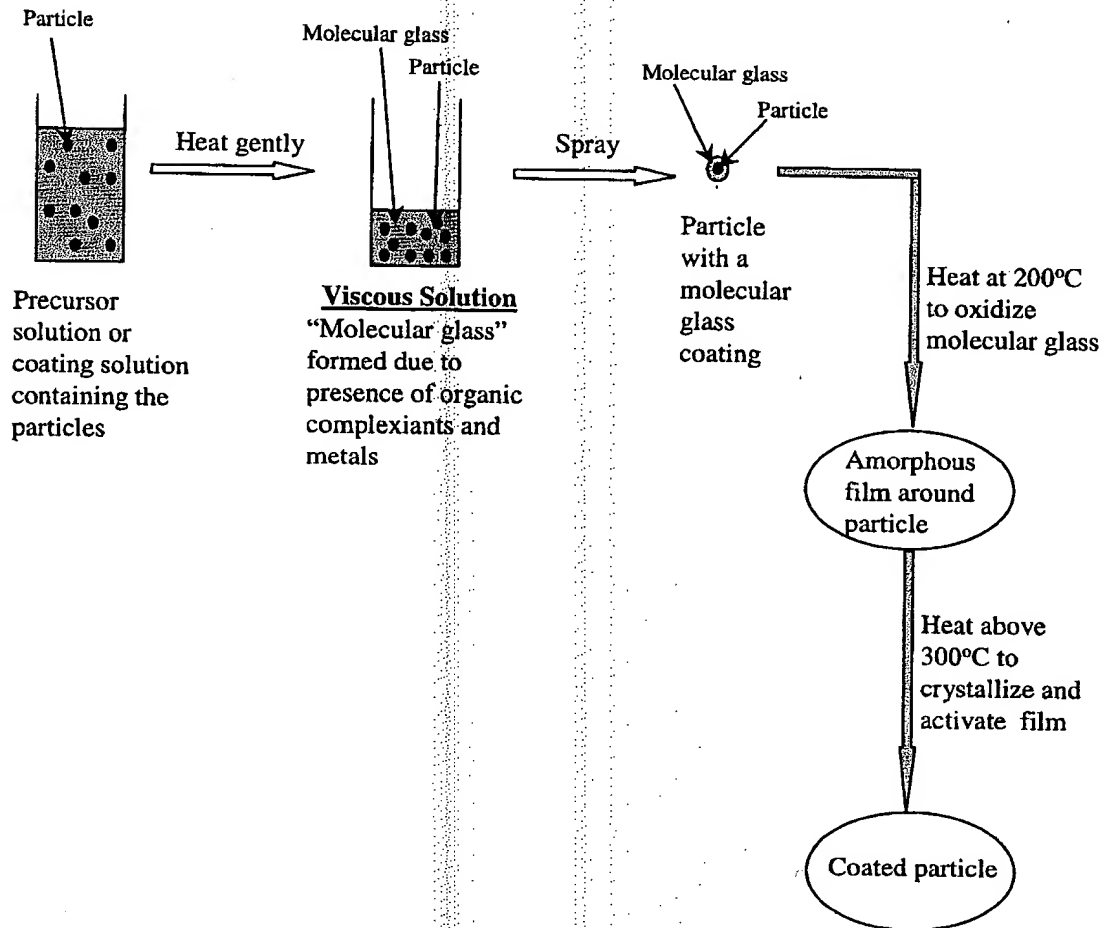 Particle
Molecular glass
Particle
Molecular glass
Particle
Heat gently
Spray
Precursor
solution or
coating solution
containing the
particles
Viscous Solution
“Molecular glass”
formed due to
presence of organic
complexiants and
metals
Particle
with a
molecular
glass
coating
Heat at 200°C
to oxidize
molecular glass
Amorphous
film around
particle
Heat above
300°C to
crystallize and
activate film
Coated particle